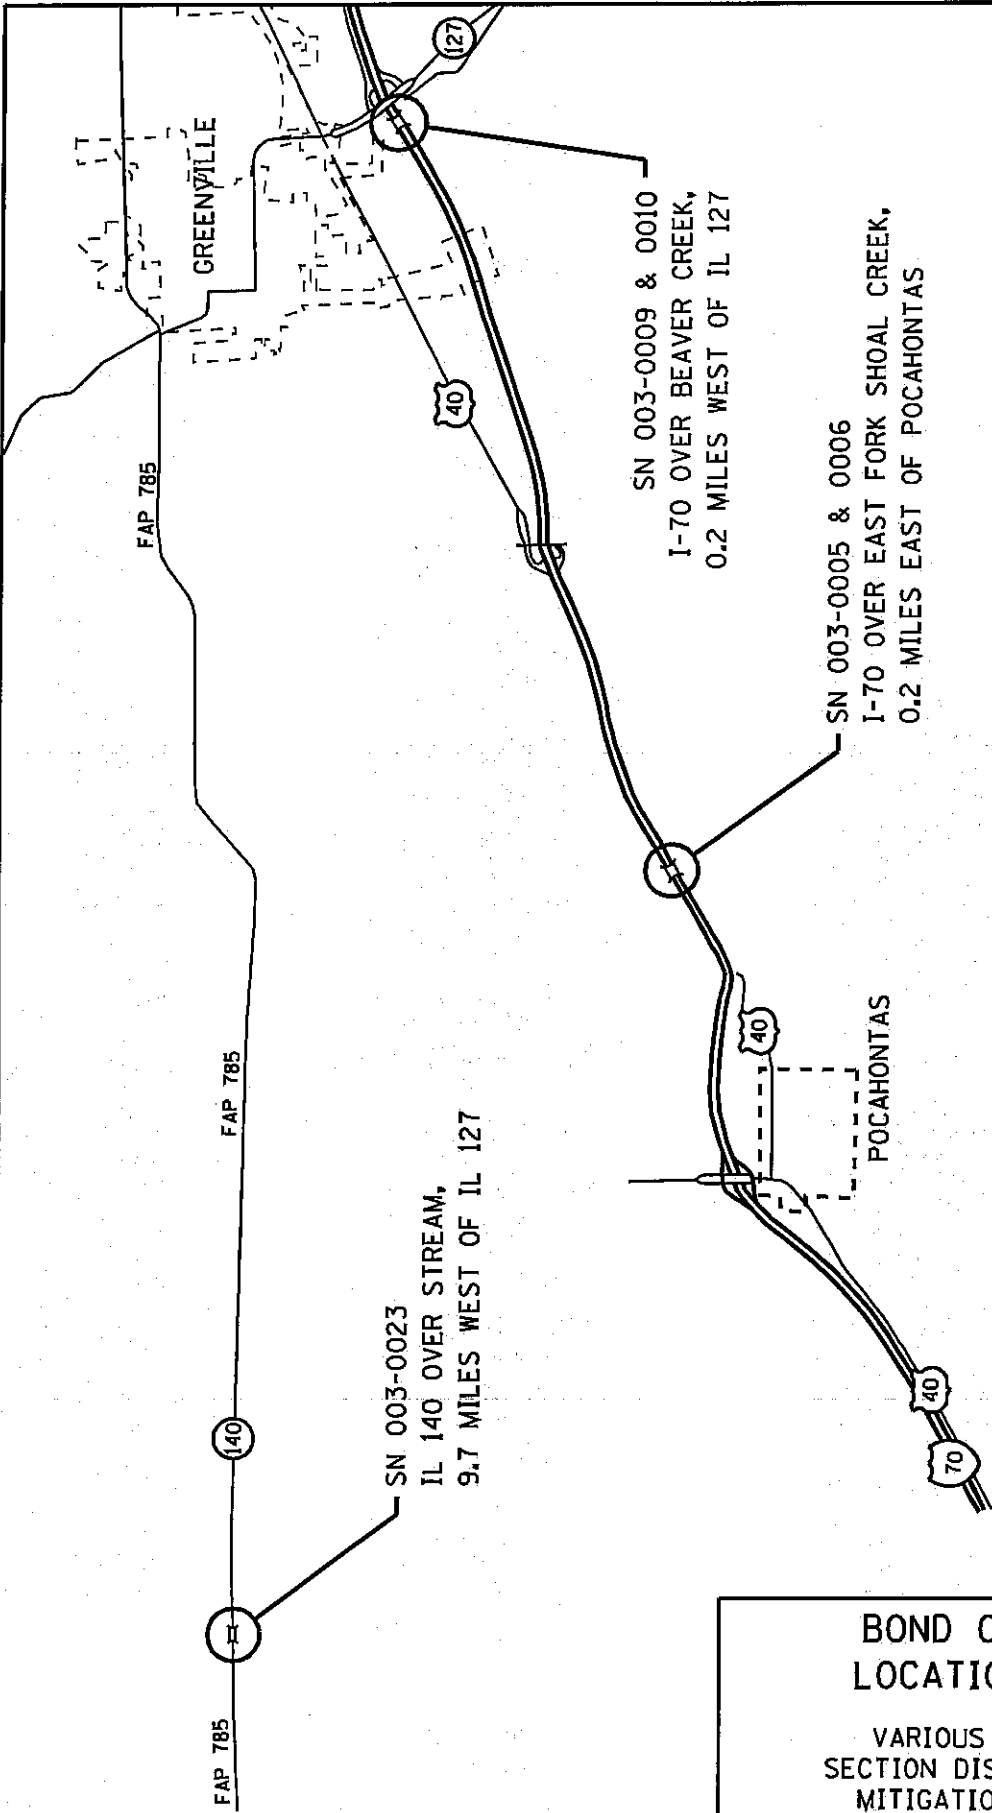 127
GREENVILLE
40
FAP 785
SN 003-0009 & 0010
I-70 OVER BEAVER CREEK,
0.2 MILES WEST OF IL 127
SN 003-0005 & 0006
I-70 OVER EAST FORK SHOAL CREEK,
0.2 MILES EAST OF POCAHONTAS
40
POCAHONTAS
FAP 785
SN 003-0023
IL 140 OVER STREAM,
9.7 MILES WEST OF IL 127
140
40
70
FAP 785
BOND
LOCATIO
VARIOUS
SECTION DIS
MITIGATIO